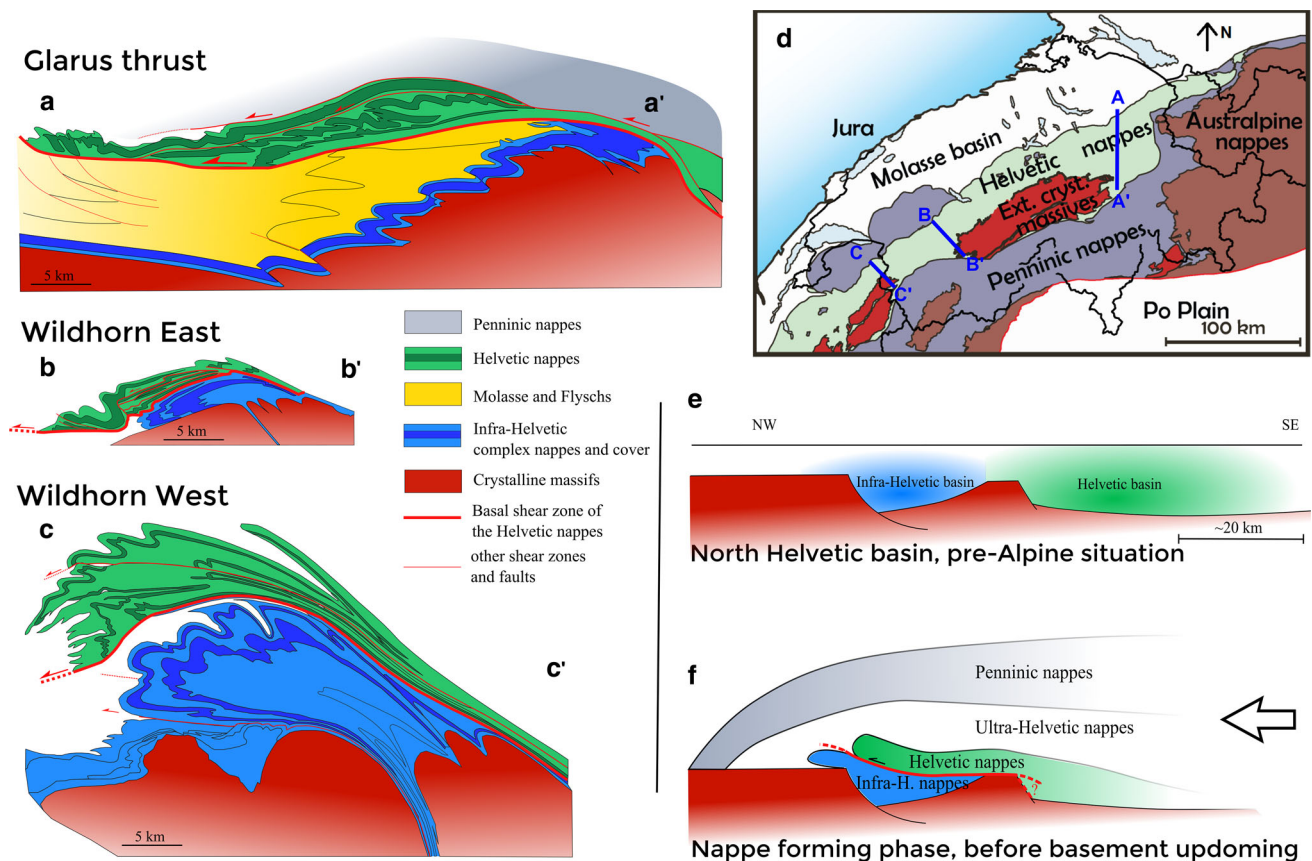 Glarus thrust
a
a'
5 km
Wildhorn East
b
b'
5 km
Wildhorn West
c
c'
5 km
Penninic nappes
Helvetic nappes
Molasse and Flyschs
Infra-Helvetic
complex nappes and cover
Crystalline massifs
Basal shear zone of
the Helvetic nappes
other shear zones
and faults
d
N
A
Jura
Molasse basin
Helvetic nappes
Australpine
nappes
Ext. cryst.
massives
A'
B
B'
C
C'
Penninic nappes
Po Plain
100 km
e
NW
SE
Infra-Helvetic basin
Helvetic basin
~20 km
North Helvetic basin, pre-Alpine situation
f
Penninic nappes
Ultra-Helvetic nappes
Helvetic nappes
Infra-H. nappes
?
Nappe forming phase, before basement updoming